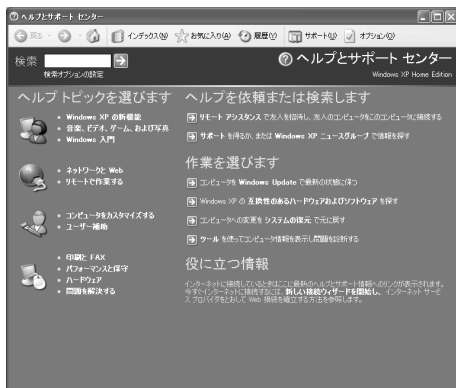 ヘルプとサポート センター
戻る インデックス(N) お気に入り(A) 履歴(Y) サポート(U) オプション(O)
検索
検索オプションの設定
ヘルプとサポート センター
Windows XP Home Edition
ヘルプ トピックを選びます
Windows XP の新機能
音楽、ビデオ、ゲーム、および写真
Windows 入門
ネットワークと Web
リモートで作業する
コンピュータをカスタマイズする
ユーザー補助
印刷と FAX
パフォーマンスと保守
ハードウェア
問題を解決する
ヘルプを依頼または検索します
リモート アシスタンス で友人を招待し、友人のコンピュータをこのコンピュータに接続する
サポート を得るか、または Windows XP ニュースグループ で情報を探す
作業を選びます
コンピュータを Windows Update で最新の状態に保つ
Windows XP の 互換性のあるハードウェアおよびソフトウェア を探す
コンピュータへの変更を システムの復元 で元に戻す
ツール を使ってコンピュータ情報を表示し問題を診断する
役に立つ情報
インターネットに接続しているときはここに最新のヘルプとサポート情報へのリンクが表示されます。
今すぐインターネットに接続するには、新しい接続ウィザードを開始し、インターネット サービ
ス プロバイダをとおして Web 接続を確立する方法を参照します。